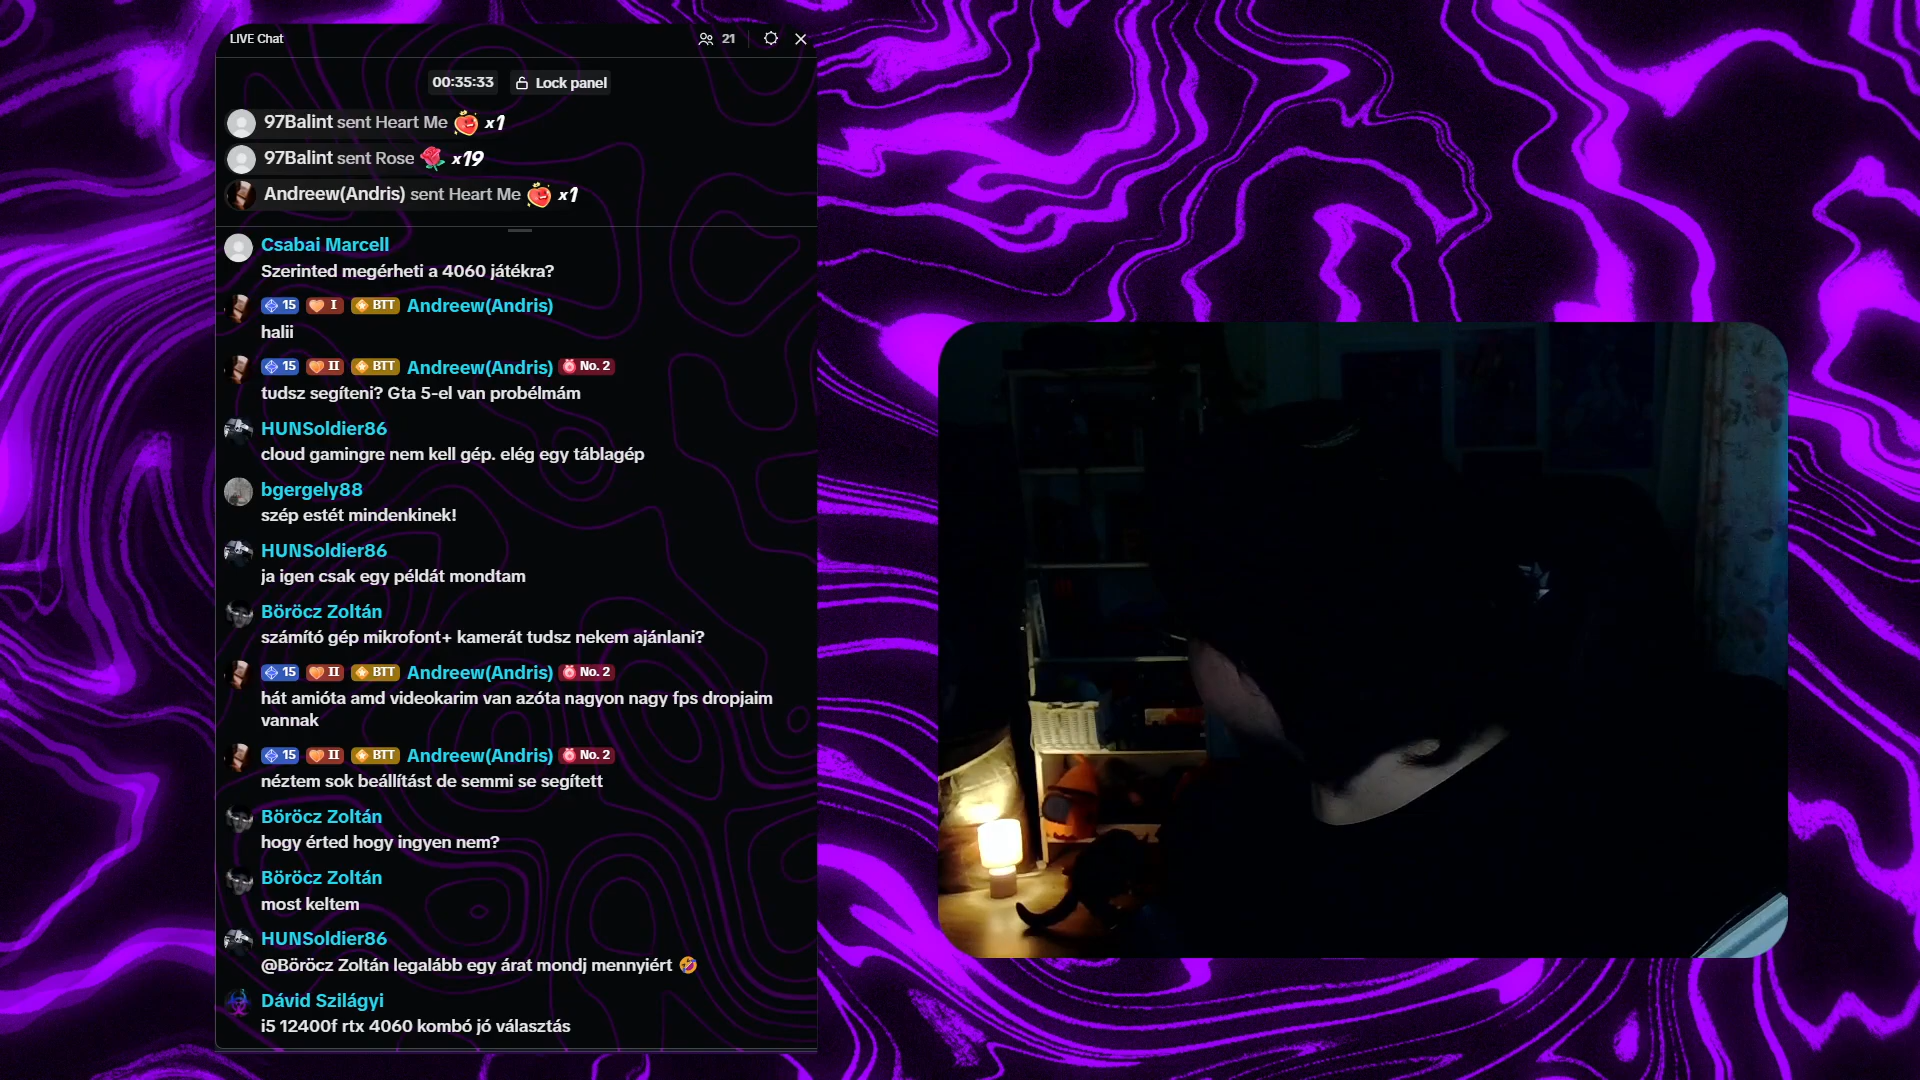 LIVE Chat 21
00:35:33 Lock panel
97Balint sent Heart Me x1
97Balint sent Rose x19
Andreew(Andris) sent Heart Me x1
Csabai Marcell
Szerinted megérheti a 4060 játékra?
15 I BTT Andreew(Andris)
halii
15 II BTT Andreew(Andris) No. 2
tudsz segíteni? Gta 5-el van probélmám
HUNSoldier86
cloud gamingre nem kell gép. elég egy táblagép
bgergely88
szép estét mindenkinek!
HUNSoldier86
ja igen csak egy példát mondtam
Böröcz Zoltán
számító gép mikrofont+ kamerát tudsz nekem ajánlani?
15 II BTT Andreew(Andris) No. 2
hát amióta amd videokarim van azóta nagyon nagy fps dropjaim
vannak
15 II BTT Andreew(Andris) No. 2
néztem sok beállítást de semmi se segített
Böröcz Zoltán
hogy érted hogy ingyen nem?
Böröcz Zoltán
most keltem
HUNSoldier86
@Böröcz Zoltán legalább egy árat mondj mennyiért 🤣
Dávid Szilágyi
i5 12400f rtx 4060 kombó jó választás